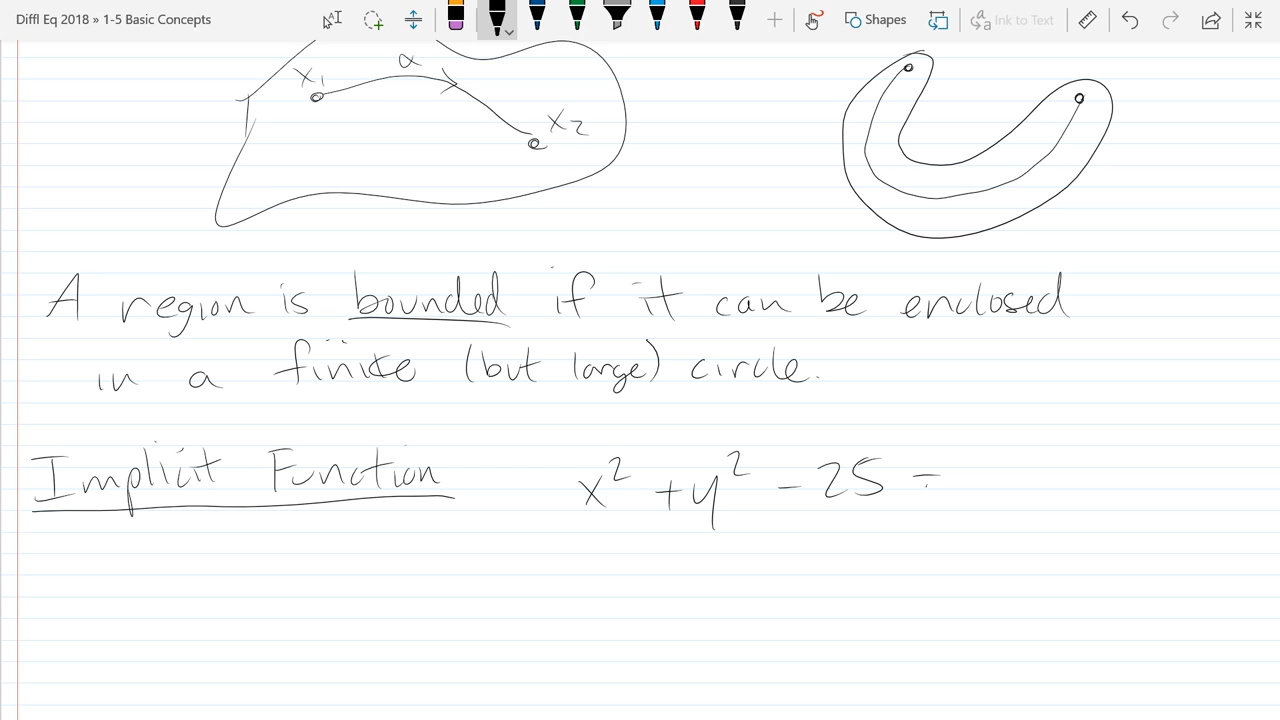 Diffl Eq 2018 » 1-5 Basic Concepts
Shapes
Ink to Text
x₁ α x₂
A region is bounded if it can be enclosed
in a finite (but large) circle.
Implicit Function x² + y² - 25 =